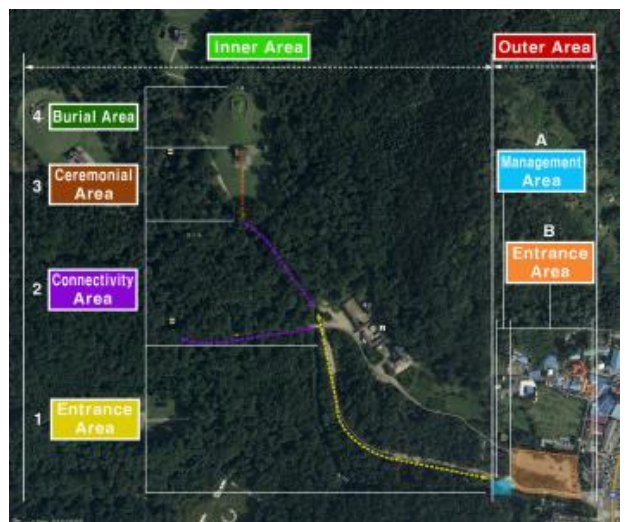 Inner Area
Outer Area
4
Burial Area
A
Management
Area
3
Ceremonial
Area
B
Entrance
Area
2
Connectivity
Area
1
Entrance
Area